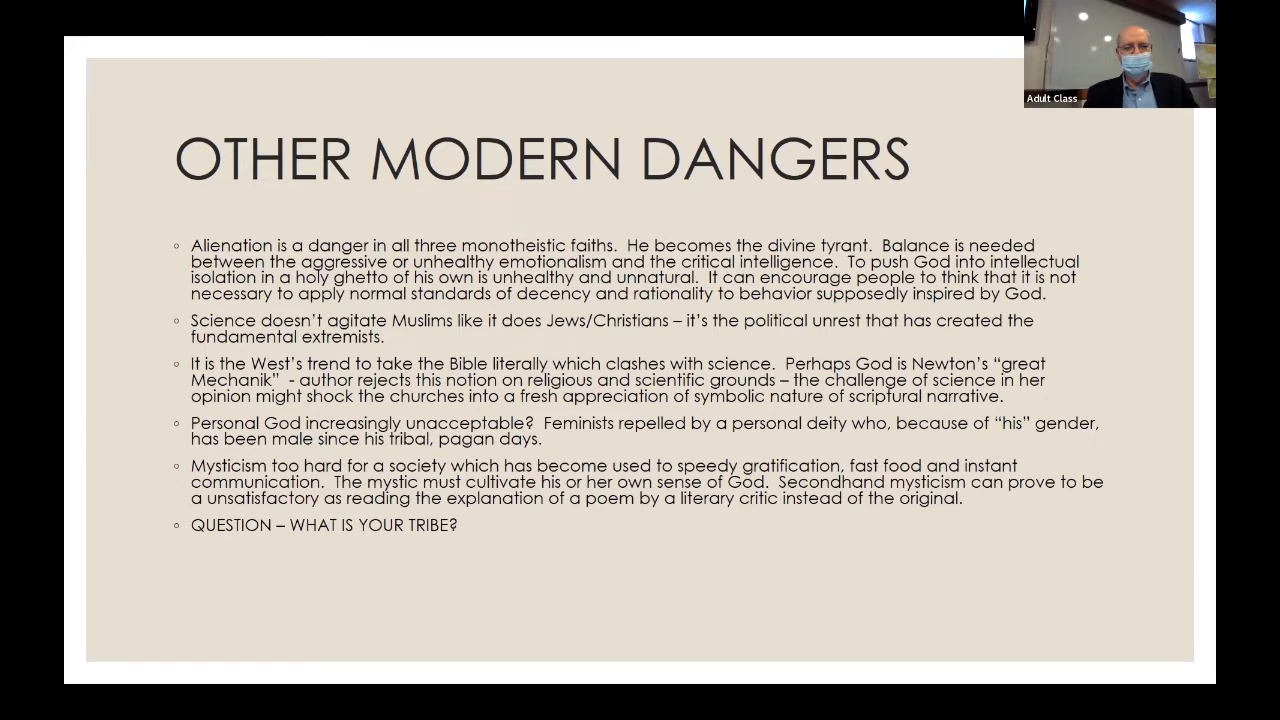 Adult Class
OTHER MODERN DANGERS
◦ Alienation is a danger in all three monotheistic faiths.  He becomes the divine tyrant.  Balance is needed
between the aggressive or unhealthy emotionalism and the critical intelligence.  To push God into intellectual
isolation in a holy ghetto of his own is unhealthy and unnatural.  It can encourage people to think that it is not
necessary to apply normal standards of decency and rationality to behavior supposedly inspired by God.
◦ Science doesn’t agitate Muslims like it does Jews/Christians – it’s the political unrest that has created the
fundamental extremists.
◦ It is the West’s trend to take the Bible literally which clashes with science.  Perhaps God is Newton’s “great
Mechanik”  - author rejects this notion on religious and scientific grounds – the challenge of science in her
opinion might shock the churches into a fresh appreciation of symbolic nature of scriptural narrative.
◦ Personal God increasingly unacceptable?  Feminists repelled by a personal deity who, because of “his” gender,
has been male since his tribal, pagan days.
◦ Mysticism too hard for a society which has become used to speedy gratification, fast food and instant
communication.  The mystic must cultivate his or her own sense of God.  Secondhand mysticism can prove to be
a unsatisfactory as reading the explanation of a poem by a literary critic instead of the original.
◦ QUESTION – WHAT IS YOUR TRIBE?